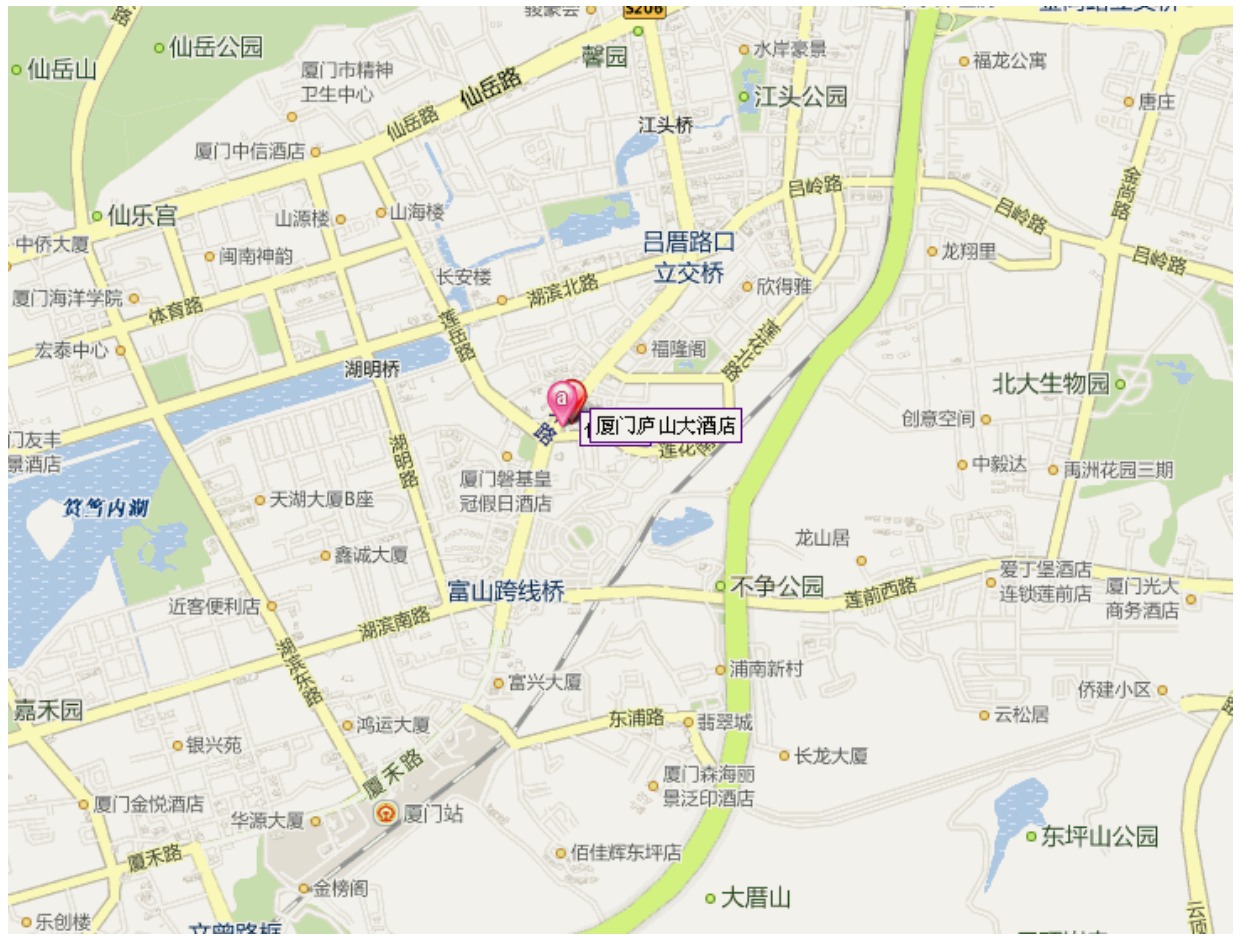 S206
仙岳公园
仙岳山
厦门市精神
卫生中心
仙岳路
馨园
水岸豪景
福龙公寓
江头公园
唐庄
仙岳路
江头桥
厦门中信酒店
金尚路
吕岭路
仙乐宫
山源楼
山海楼
吕岭路
中侨大厦
闽南神韵
吕厝路口
立交桥
龙翔里
吕岭路
长安楼
湖滨北路
欣得雅
厦门海洋学院
体育路
莲岳路
莲花北路
宏泰中心
湖明桥
福隆阁
北大生物园
创意空间
厦门庐山大酒店
路
门友丰
景酒店
湖明路
莲花南
中毅达
禹洲花园三期
厦门磐基皇
冠假日酒店
筼筜内湖
天湖大厦B座
龙山居
鑫诚大厦
爱丁堡酒店
连锁莲前店
厦门光大
商务酒店
富山跨线桥
不争公园
莲前西路
近客便利店
湖滨南路
湖滨东路
浦南新村
富兴大厦
侨建小区
嘉禾园
鸿运大厦
东浦路
翡翠城
云松居
银兴苑
长龙大厦
厦禾路
厦门森海丽
景泛印酒店
厦门金悦酒店
华源大厦
厦门站
东坪山公园
厦禾路
佰佳辉东坪店
金榜阁
大厝山
乐创楼